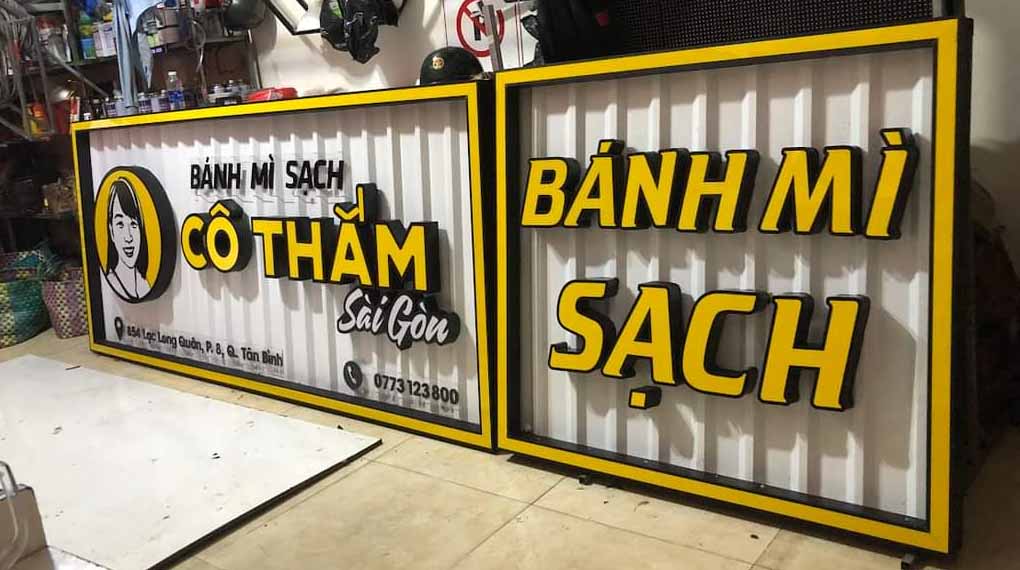 BÁNH MÌ SẠCH
CÔ THẮM
Sài Gòn
854 Lạc Long Quân, P. 8, Q. Tân Bình
0773 123 800
BÁNH MÌ
SẠCH